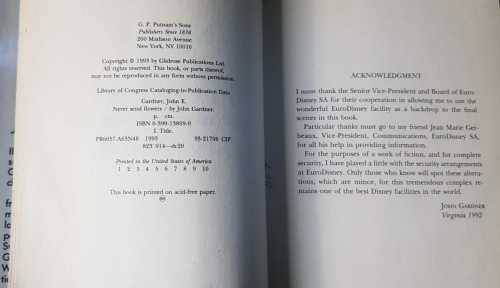 G. P. Putnam's Sons
Publishers Since 1838
200 Madison Avenue
New York, NY 10016
Copyright © 1993 by Glidrose Publications Ltd.
All rights reserved. This book, or parts thereof,
may not be reproduced in any form without permission.
Library of Congress Cataloging-in-Publication Data
Gardner, John E.
Never send flowers / by John Gardner.
p. cm.
ISBN 0-399-13809-0
I. Title.
1993
823'.914—dc20
CIP
Printed in the United States of America
1 2 3 4 5 6 7 8 9 10
This book is printed on acid-free paper.
ACKNOWLEDGMENT
I must thank the Senior Vice-President and Board of Euro
Disney SA for their cooperation in allowing me to use the
wonderful EuroDisney facility as a backdrop to the final
scenes in this book.
Particular thanks must go to my friend Jean Marie Ger-
beaux, Vice-President, Communications, EuroDisney SA,
for all his help in providing information.
For the purposes of a work of fiction, and for complete
security, I have played a little with the security arrangements
at EuroDisney. Only those who know will spot these altera-
tions, which are minor, for this tremendous complex re-
mains one of the best Disney facilities in the world.
JOHN GARDNER
Virginia 1992